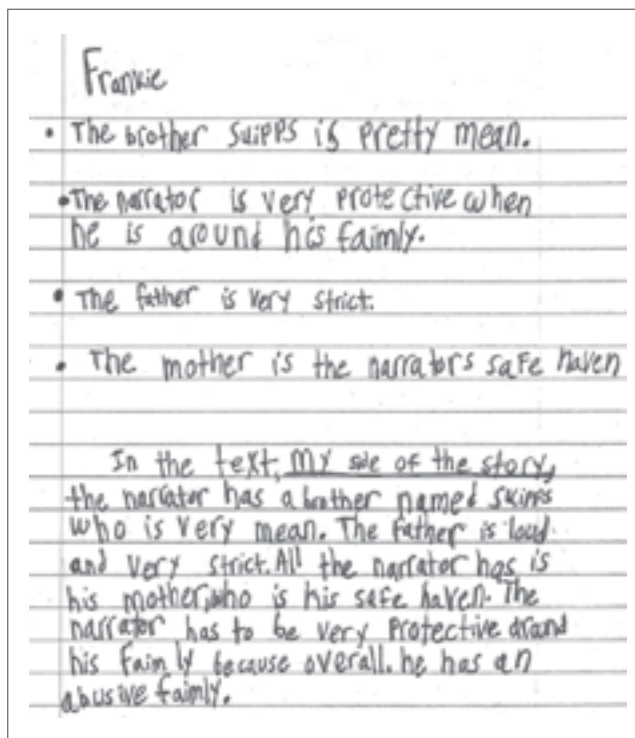 Frankie
• The brother Skipps is pretty mean.
• The narrator is very protective when
he is around his faimly.
• The father is very strict.
• The mother is the narrators safe haven
In the text, My side of the story,
the narrator has a brother named skipps
who is very mean. The father is loud
and very strict. All the narrator has is
his mother, who is his safe haven. The
narrator has to be very protective around
his faimly because overall. he has an
abusive faimly.